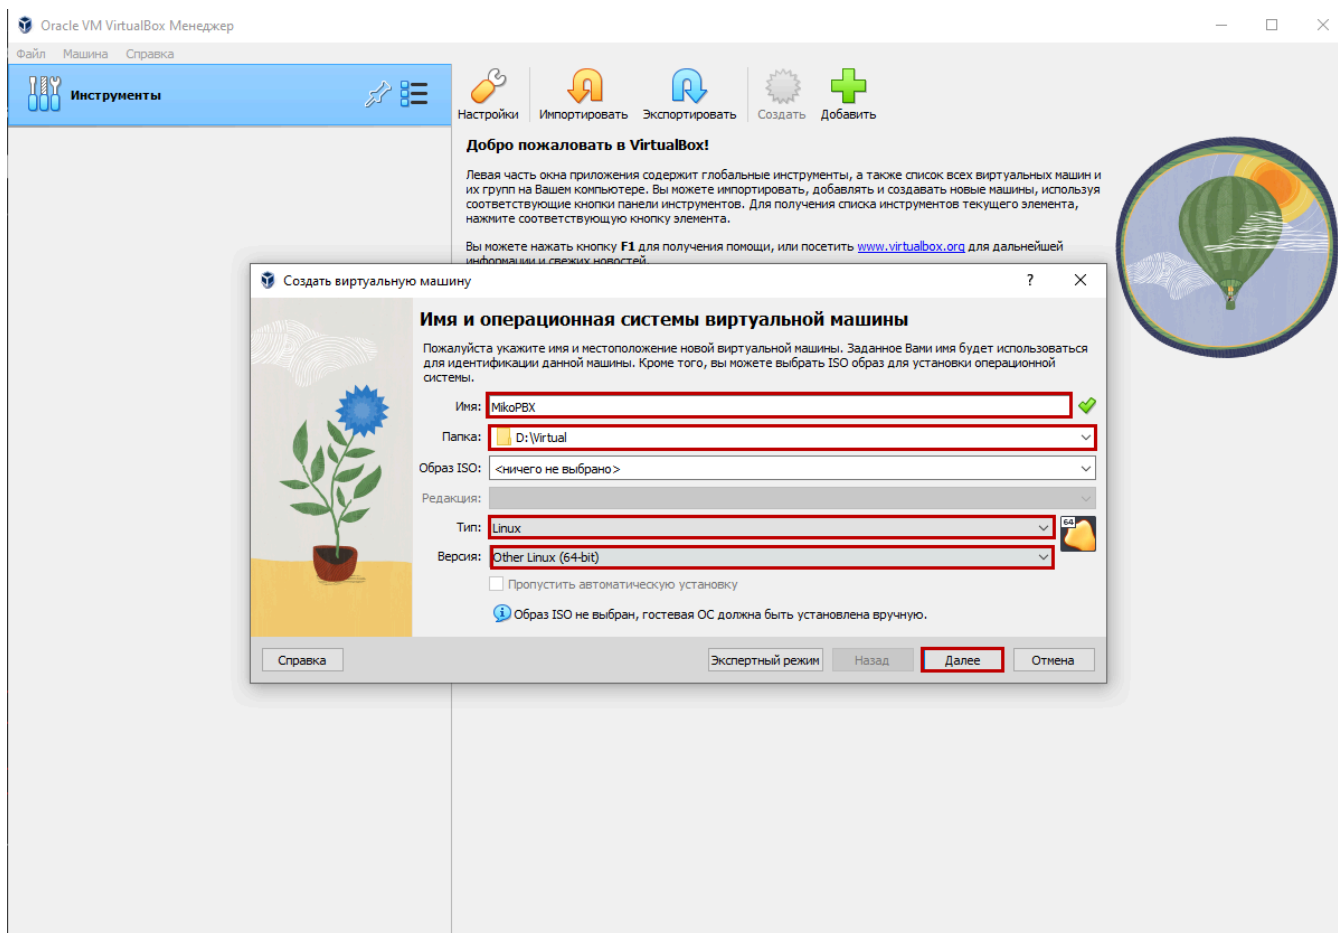 Oracle VM VirtualBox Менеджер
Файл Машина Справка
Инструменты
Настройки Импортировать Экспортировать Создать Добавить
Добро пожаловать в VirtualBox!
Левая часть окна приложения содержит глобальные инструменты, а также список всех виртуальных машин и
их групп на Вашем компьютере. Вы можете импортировать, добавлять и создавать новые машины, используя
соответствующие кнопки панели инструментов. Для получения списка инструментов текущего элемента,
нажмите соответствующую кнопку элемента.
Вы можете нажать кнопку F1 для получения помощи, или посетить www.virtualbox.org для дальнейшей
информации и свежих новостей.
Создать виртуальную машину
?
Имя и операционная системы виртуальной машины
Пожалуйста укажите имя и местоположение новой виртуальной машины. Заданное Вами имя будет использоваться
для идентификации данной машины. Кроме того, вы можете выбрать ISO образ для установки операционной
системы.
Имя: MikoPBX
Папка: D:\Virtual
Образ ISO: <ничего не выбрано>
Редакция:
Тип: Linux
64
Версия: Other Linux (64-bit)
Пропустить автоматическую установку
Образ ISO не выбран, гостевая ОС должна быть установлена вручную.
Справка Экспертный режим Назад Далее Отмена